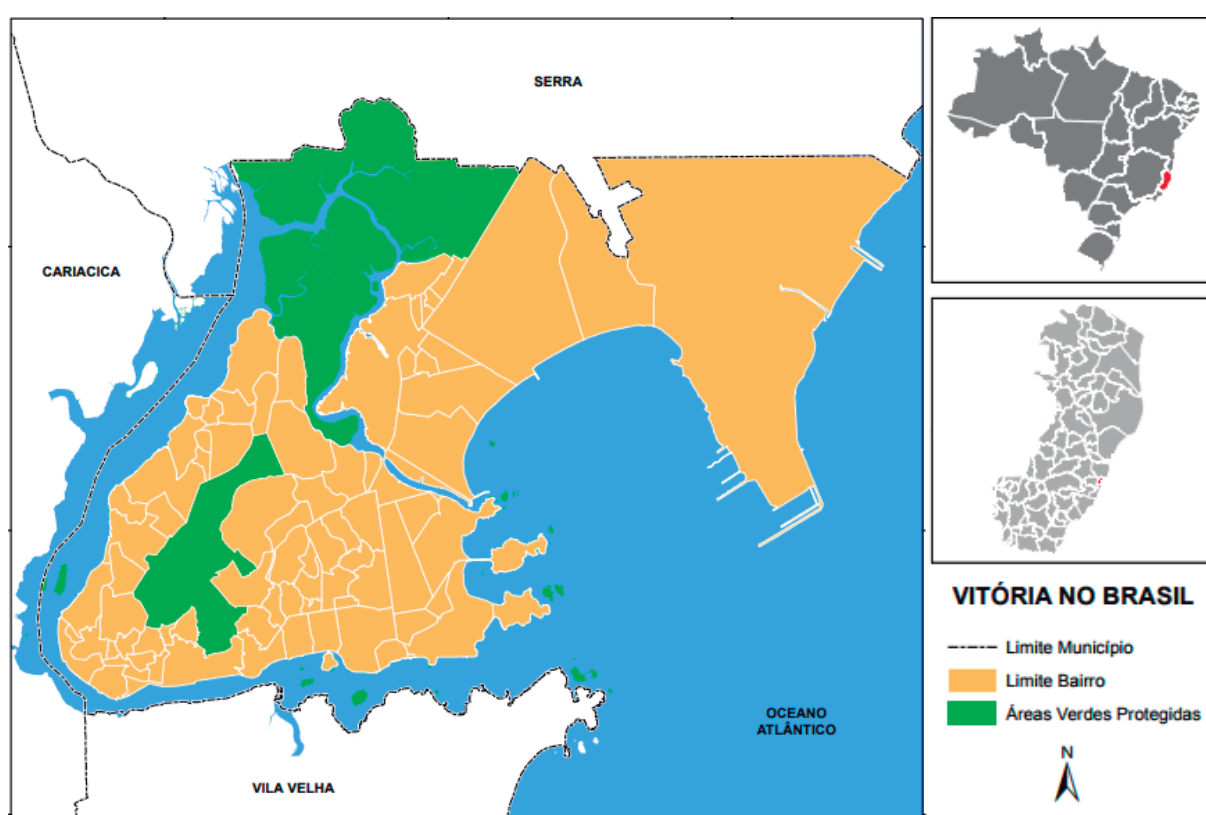 SERRA
CARIACICA
OCEANO
ATLÂNTICO
VILA VELHA
VITÓRIA NO BRASIL
Limite Município
Limite Bairro
Áreas Verdes Protegidas
N